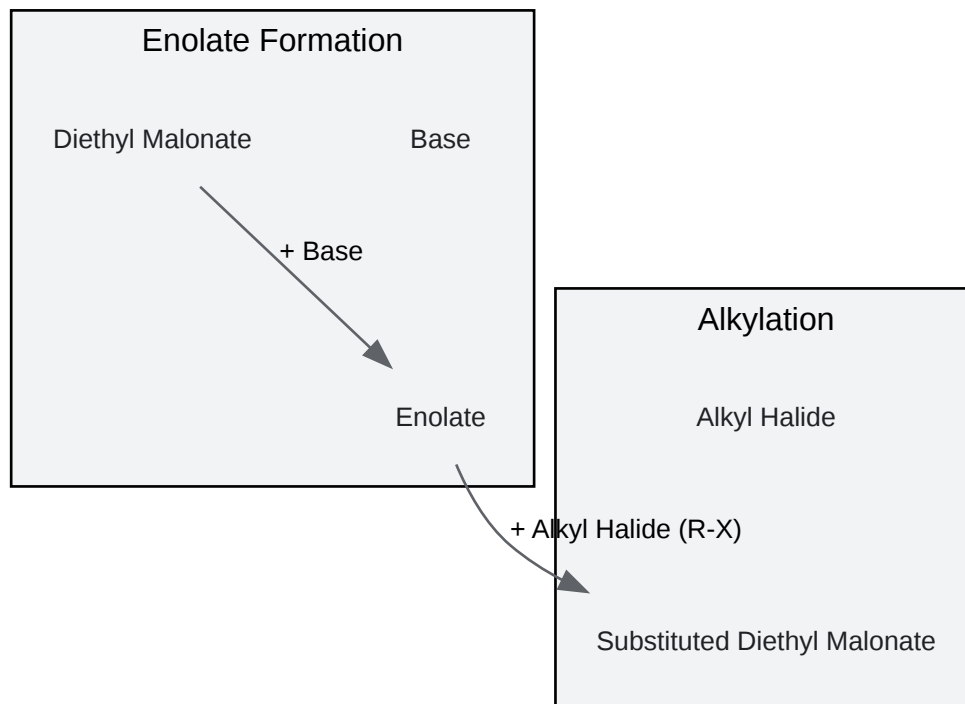 Enolate Formation
Diethyl Malonate
Base
+ Base
Alkylation
Enolate
Alkyl Halide
+ Alkyl Halide (R-X)
Substituted Diethyl Malonate